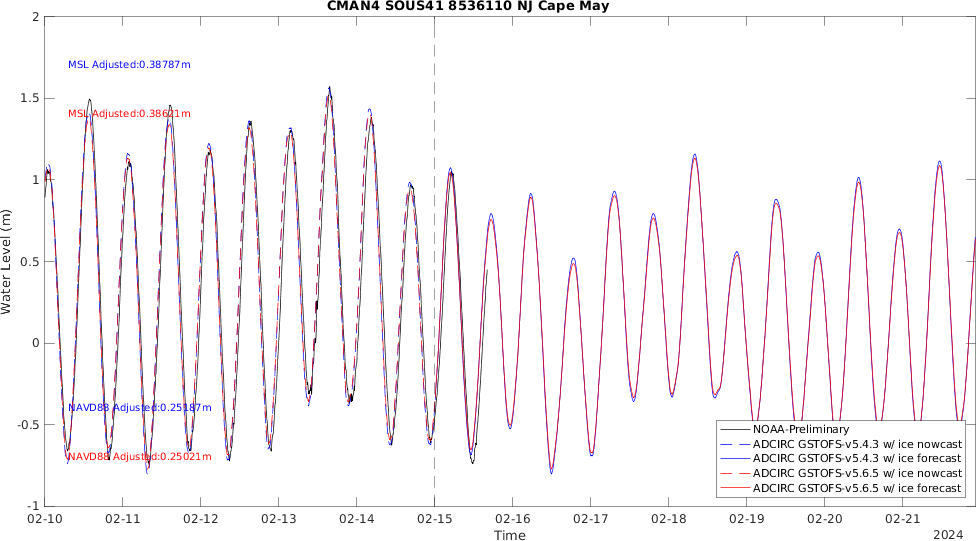 CMAN4 SOUS41 8536110 NJ Cape May
2
1.5
1
0.5
0
-0.5
-1
Water Level (m)
MSL Adjusted:0.38787m
MSL Adjusted:0.38621m
NAVD88 Adjusted:0.25187m
NAVD88 Adjusted:0.25021m
NOAA-Preliminary
ADCIRC GSTOFS-v5.4.3 w/ ice nowcast
ADCIRC GSTOFS-v5.4.3 w/ ice forecast
ADCIRC GSTOFS-v5.6.5 w/ ice nowcast
ADCIRC GSTOFS-v5.6.5 w/ ice forecast
02-10 02-11 02-12 02-13 02-14 02-15 02-16 02-17 02-18 02-19 02-20 02-21
Time
2024